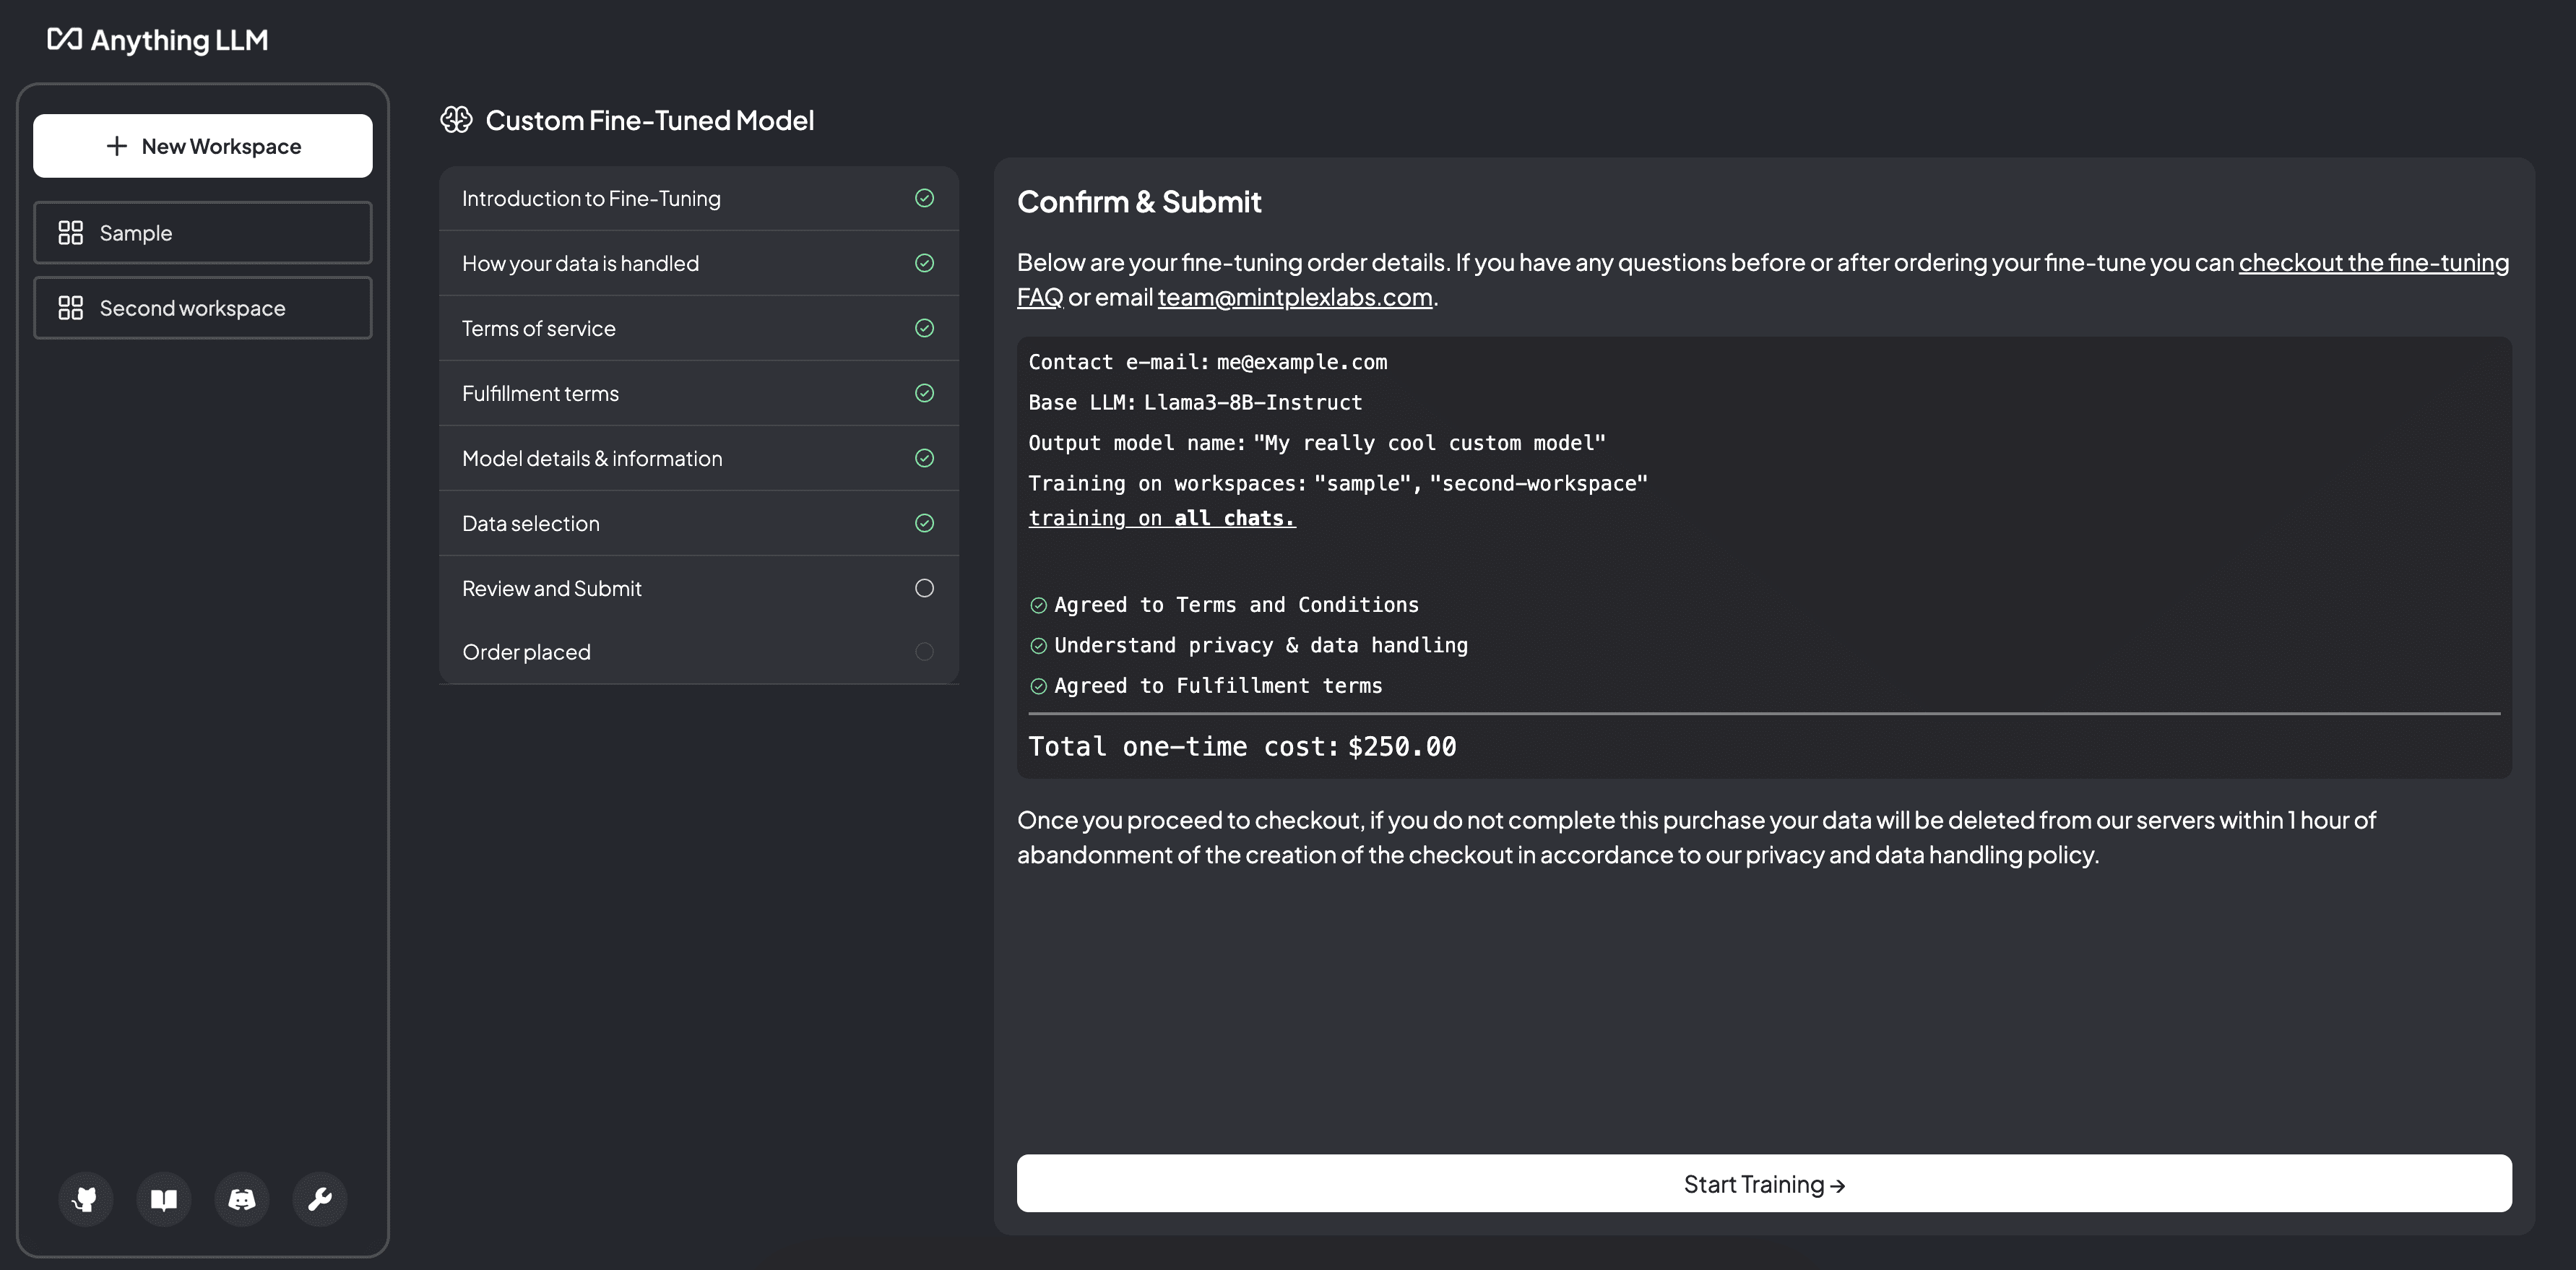 Anything LLM
New Workspace
Sample
Second workspace
Custom Fine-Tuned Model
Introduction to Fine-Tuning
How your data is handled
Terms of service
Fulfillment terms
Model details & information
Data selection
Review and Submit
Order placed
Confirm & Submit
Below are your fine-tuning order details. If you have any questions before or after ordering your fine-tune you can checkout the fine-tuning
FAQ or email team@mintplexlabs.com.
Contact e-mail: me@example.com
Base LLM: Llama3-8B-Instruct
Output model name: "My really cool custom model"
Training on workspaces: "sample", "second-workspace"
training on all chats.
Agreed to Terms and Conditions
Understand privacy & data handling
Agreed to Fulfillment terms
Total one-time cost: $250.00
Once you proceed to checkout, if you do not complete this purchase your data will be deleted from our servers within 1 hour of
abandonment of the creation of the checkout in accordance to our privacy and data handling policy.
Start Training →